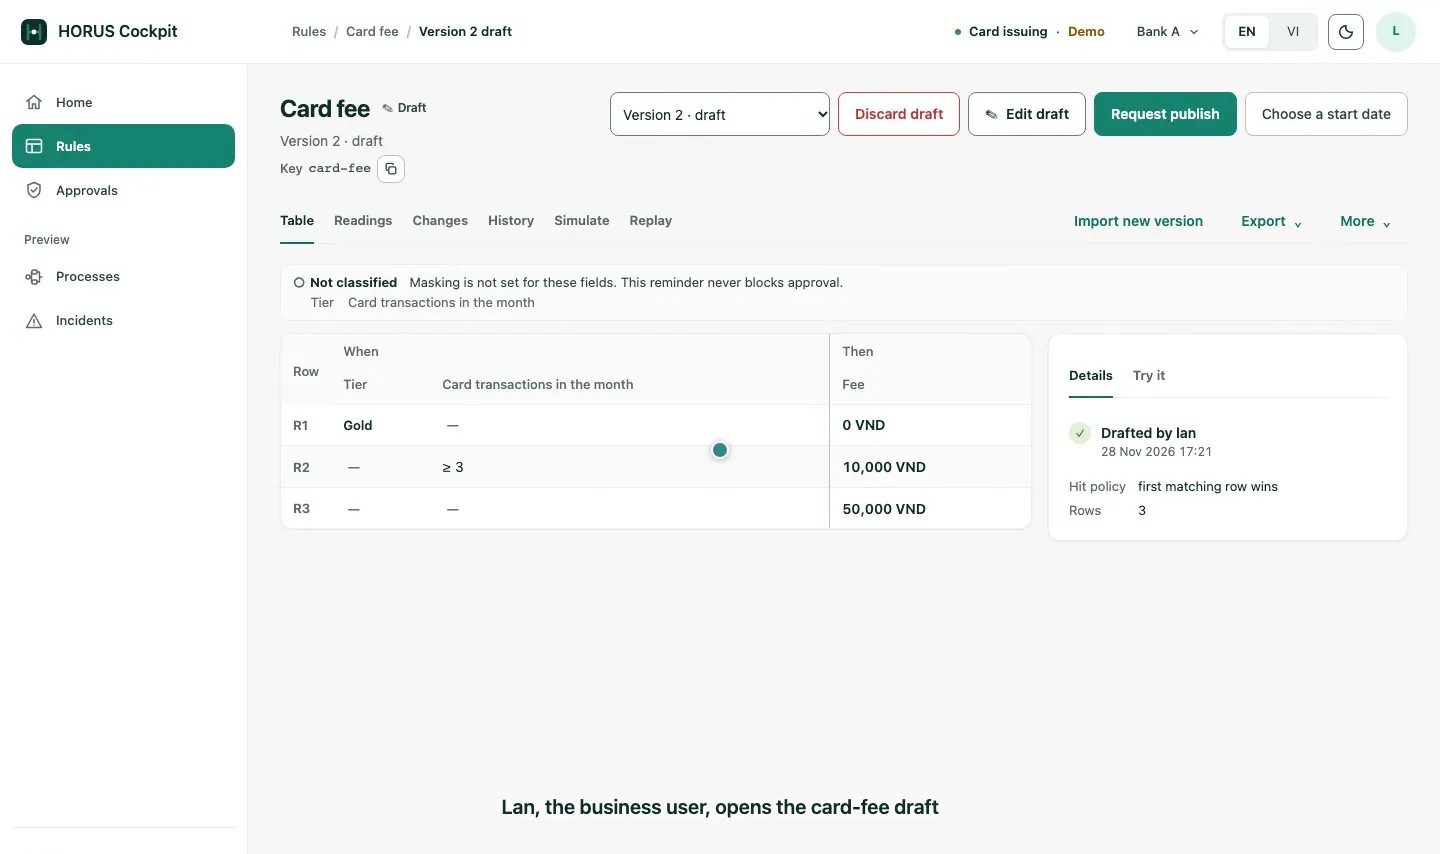 HORUS Cockpit
Rules / Card fee / Version 2 draft
Card issuing · Demo
Bank A
EN VI
L
Home
Rules
Approvals
Preview
Processes
Incidents
Card fee Draft
Version 2 · draft
Key card-fee
Version 2 · draft
Discard draft
Edit draft
Request publish
Choose a start date
Table Readings Changes History Simulate Replay
Import new version Export More
Not classified Masking is not set for these fields. This reminder never blocks approval.
Tier Card transactions in the month
When Then
Row
Tier Card transactions in the month Fee
R1 Gold — 0 VND
R2 — ≥ 3 10,000 VND
R3 — — 50,000 VND
Details Try it
Drafted by lan
28 Nov 2026 17:21
Hit policy first matching row wins
Rows 3
Lan, the business user, opens the card-fee draft